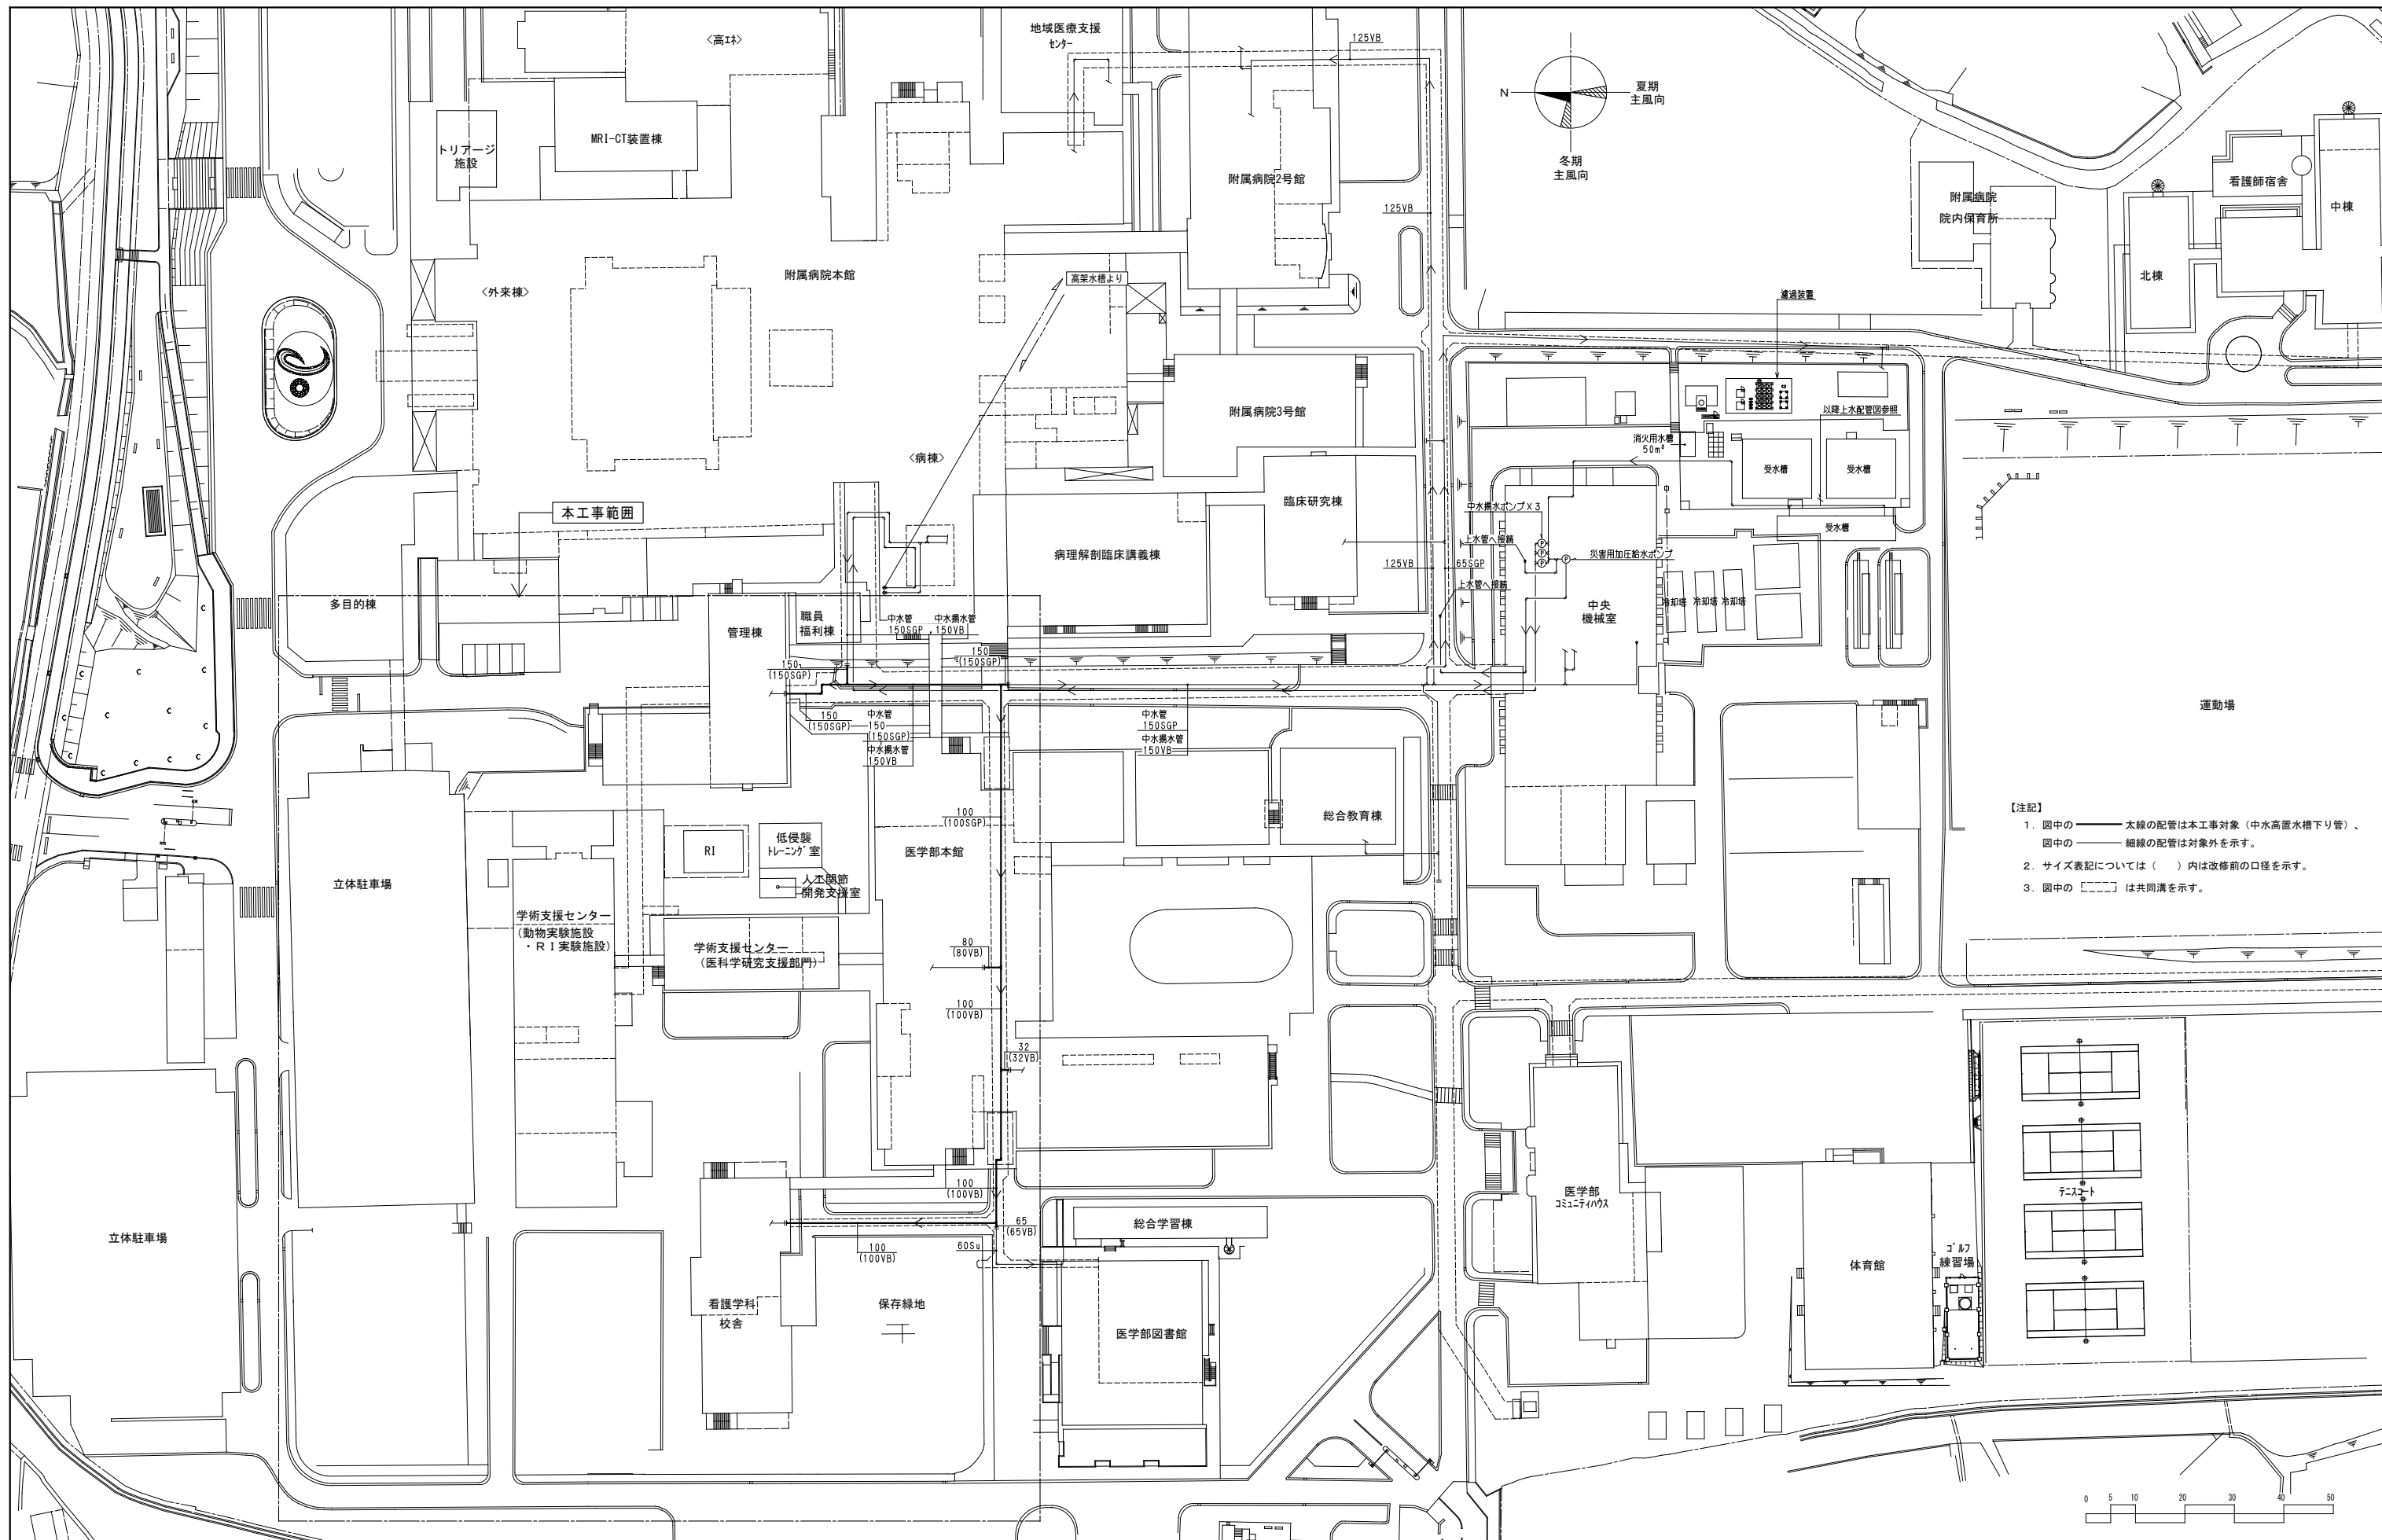 〈高ｴﾈ〉
地域医療支援
ｾﾝﾀｰ
125VB
N
夏期
主風向
冬期
主風向
トリアージ
施設
MRI-CT装置棟
附属病院2号館
125VB
附属病院
院内保育所
看護師宿舎
中棟
北棟
〈外来棟〉
附属病院本館
高架水槽より
濾過装置
附属病院3号館
以降上水配管図参照
消火用水槽
50m³
受水槽
受水槽
受水槽
〈病棟〉
臨床研究棟
本工事範囲
中水揚水ポンプ×3
上水管へ接続
災害用加圧給水ポンプ
病理解剖臨床講義棟
125VB
65SGP
上水管へ接続
中央
機械室
冷却塔
冷却塔
冷却塔
多目的棟
管理棟
職員
福利棟
中水管
150SGP
中水揚水管
150VB
150
(150SGP)
150
(150SGP)
150
(150SGP)
中水管
150
(150SGP)
中水揚水管
150VB
中水管
150SGP
中水揚水管
150VB
運動場
100
(100SGP)
総合教育棟
医学部本館
RI
低侵襲
ﾄﾚｰﾆﾝｸﾞ室
人工関節
開発支援室
立体駐車場
学術支援センター
(動物実験施設
・ＲＩ実験施設)
学術支援センター
（医科学研究支援部門）
80
(80VB)
100
(100VB)
32
(32VB)
【注記】
1. 図中の 太線の配管は本工事対象（中水高置水槽下り管）、
図中の 細線の配管は対象外を示す。
2. サイズ表記については（　）内は改修前の口径を示す。
3. 図中の は共同溝を示す。
100
(100VB)
65
(65VB)
100
(100VB)
60Su
総合学習棟
医学部
ｺﾐｭﾆﾃｨﾊｳｽ
ﾃﾆｽｺｰﾄ
ｺﾞﾙﾌ
練習場
体育館
立体駐車場
看護学科
校舎
保存緑地
医学部図書館
0 5 10 20 30 40 50